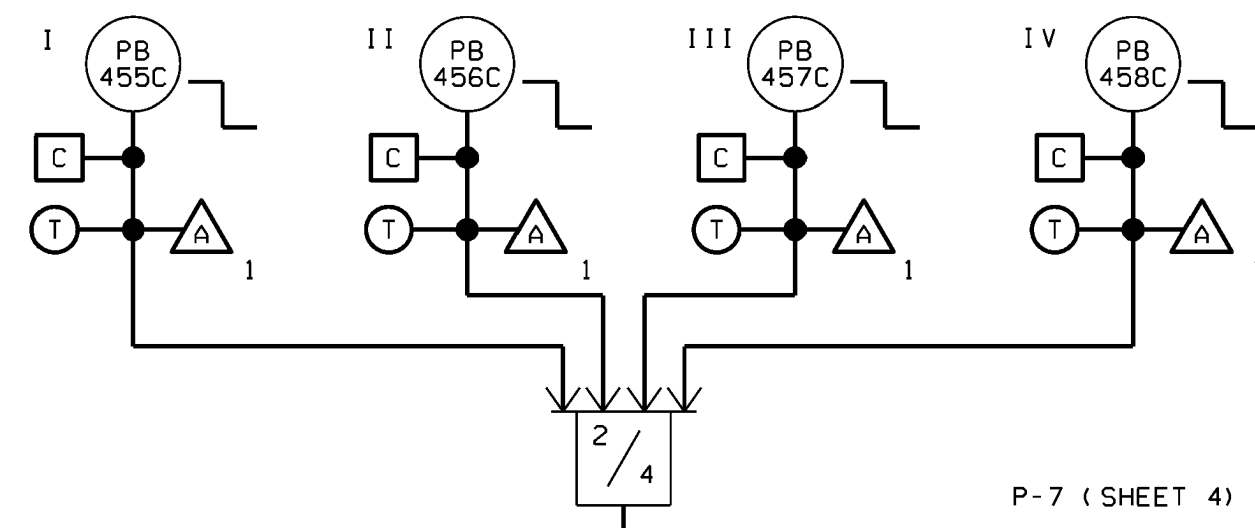 I II III IV
PB PB PB PB
455C 456C 457C 458C
C C C C
T A T A T A T A
1 1 1
2/4
P-7 (SHEET 4)